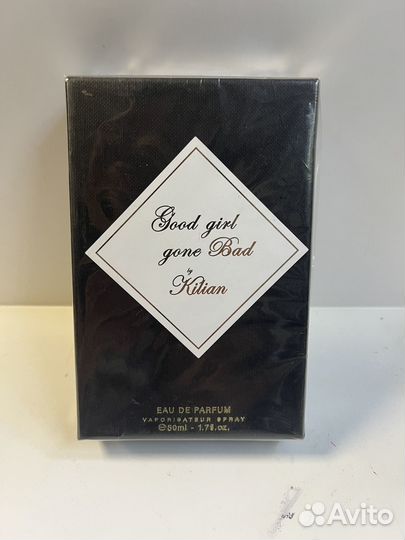 Good girl
gone Bad
by
Kilian
EAU DE PARFUM
VAPORISATEUR SPRAY
℮50ml - 1.7fl.oz.
Avito